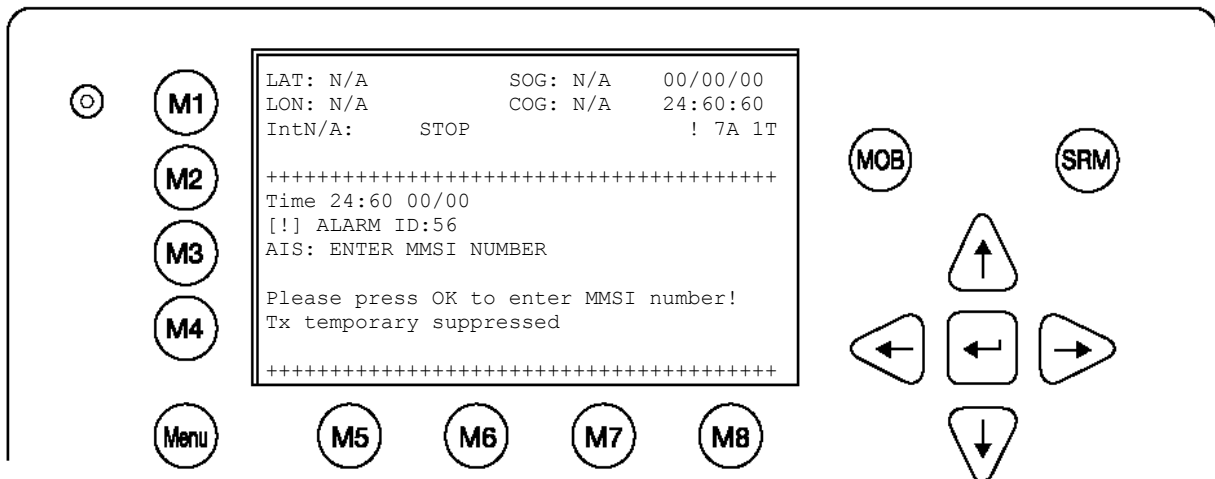 LAT: N/A SOG: N/A 00/00/00
LON: N/A COG: N/A 24:60:60
IntN/A: STOP ! 7A 1T
++++++++++++++++++++++++++++++++++++++++
Time 24:60 00/00
[!] ALARM ID:56
AIS: ENTER MMSI NUMBER
Please press OK to enter MMSI number!
Tx temporary suppressed
++++++++++++++++++++++++++++++++++++++++
M1
M2
M3
M4
Menu
M5
M6
M7
M8
MOB
SRM